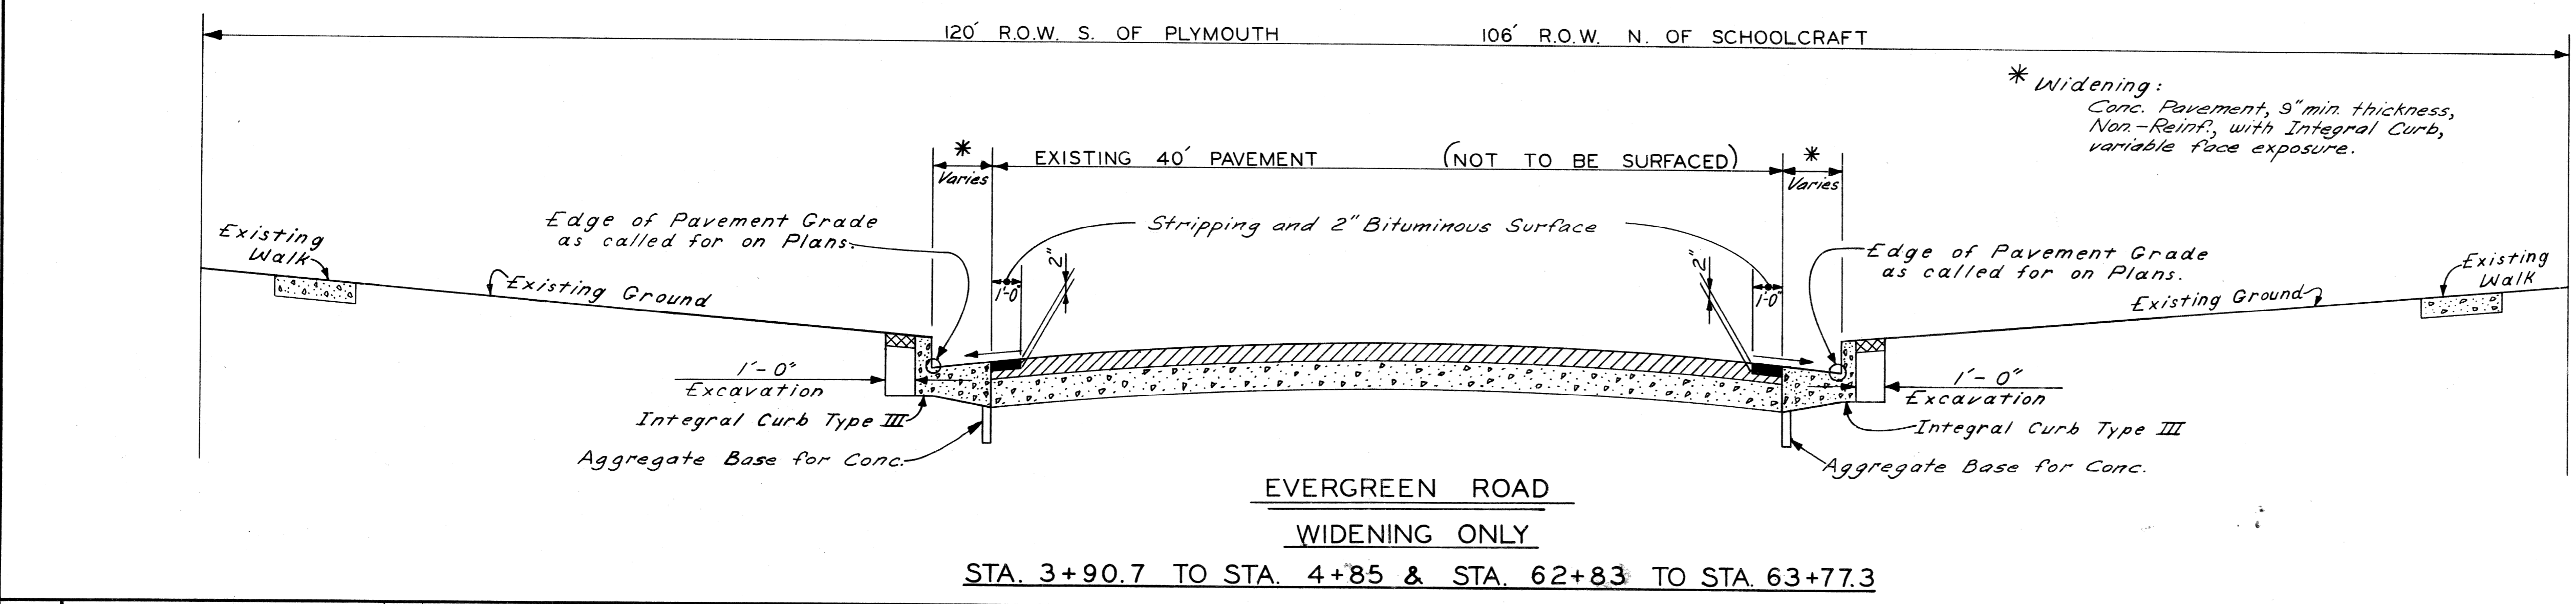 120' R.O.W. S. OF PLYMOUTH 106' R.O.W. N. OF SCHOOLCRAFT
* Widening:
Conc. Pavement, 9" min. thickness,
Non.-Reinf., with Integral Curb,
variable face exposure.
* EXISTING 40' PAVEMENT (NOT TO BE SURFACED) *
Varies
Varies
Edge of Pavement Grade
as called for on Plans.
Stripping and 2" Bituminous Surface
Edge of Pavement Grade
as called for on Plans.
Existing
Walk
Existing Ground
1'-0"
2"
2"
1'-0"
Existing Ground
Existing
Walk
1'-0"
Excavation
1'-0"
Excavation
Integral Curb Type III
Integral Curb Type III
Aggregate Base for Conc.
Aggregate Base for Conc.
EVERGREEN ROAD
WIDENING ONLY
STA. 3+90.7 TO STA. 4+85 & STA. 62+83 TO STA. 63+77.3